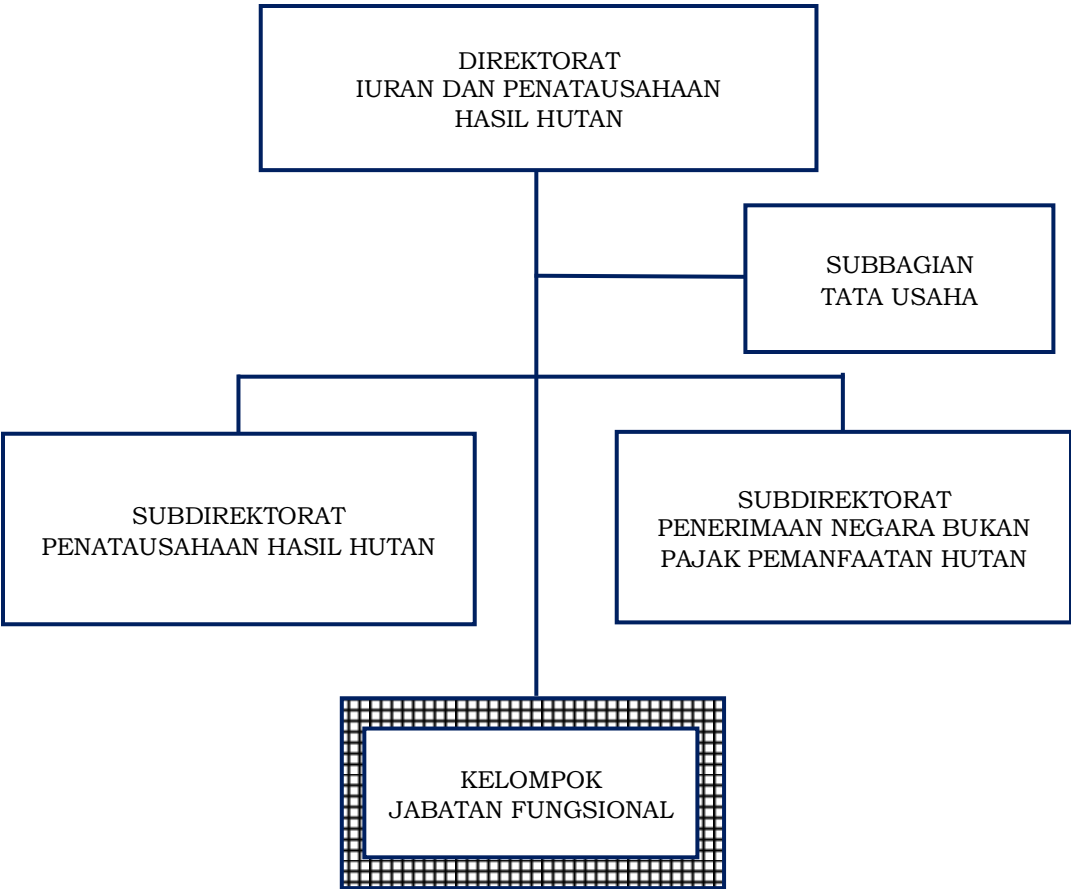 DIREKTORAT
IURAN DAN PENATAUSAHAAN
HASIL HUTAN
SUBBAGIAN
TATA USAHA
SUBDIREKTORAT
PENATAUSAHAAN HASIL HUTAN
SUBDIREKTORAT
PENERIMAAN NEGARA BUKAN
PAJAK PEMANFAATAN HUTAN
KELOMPOK
JABATAN FUNGSIONAL